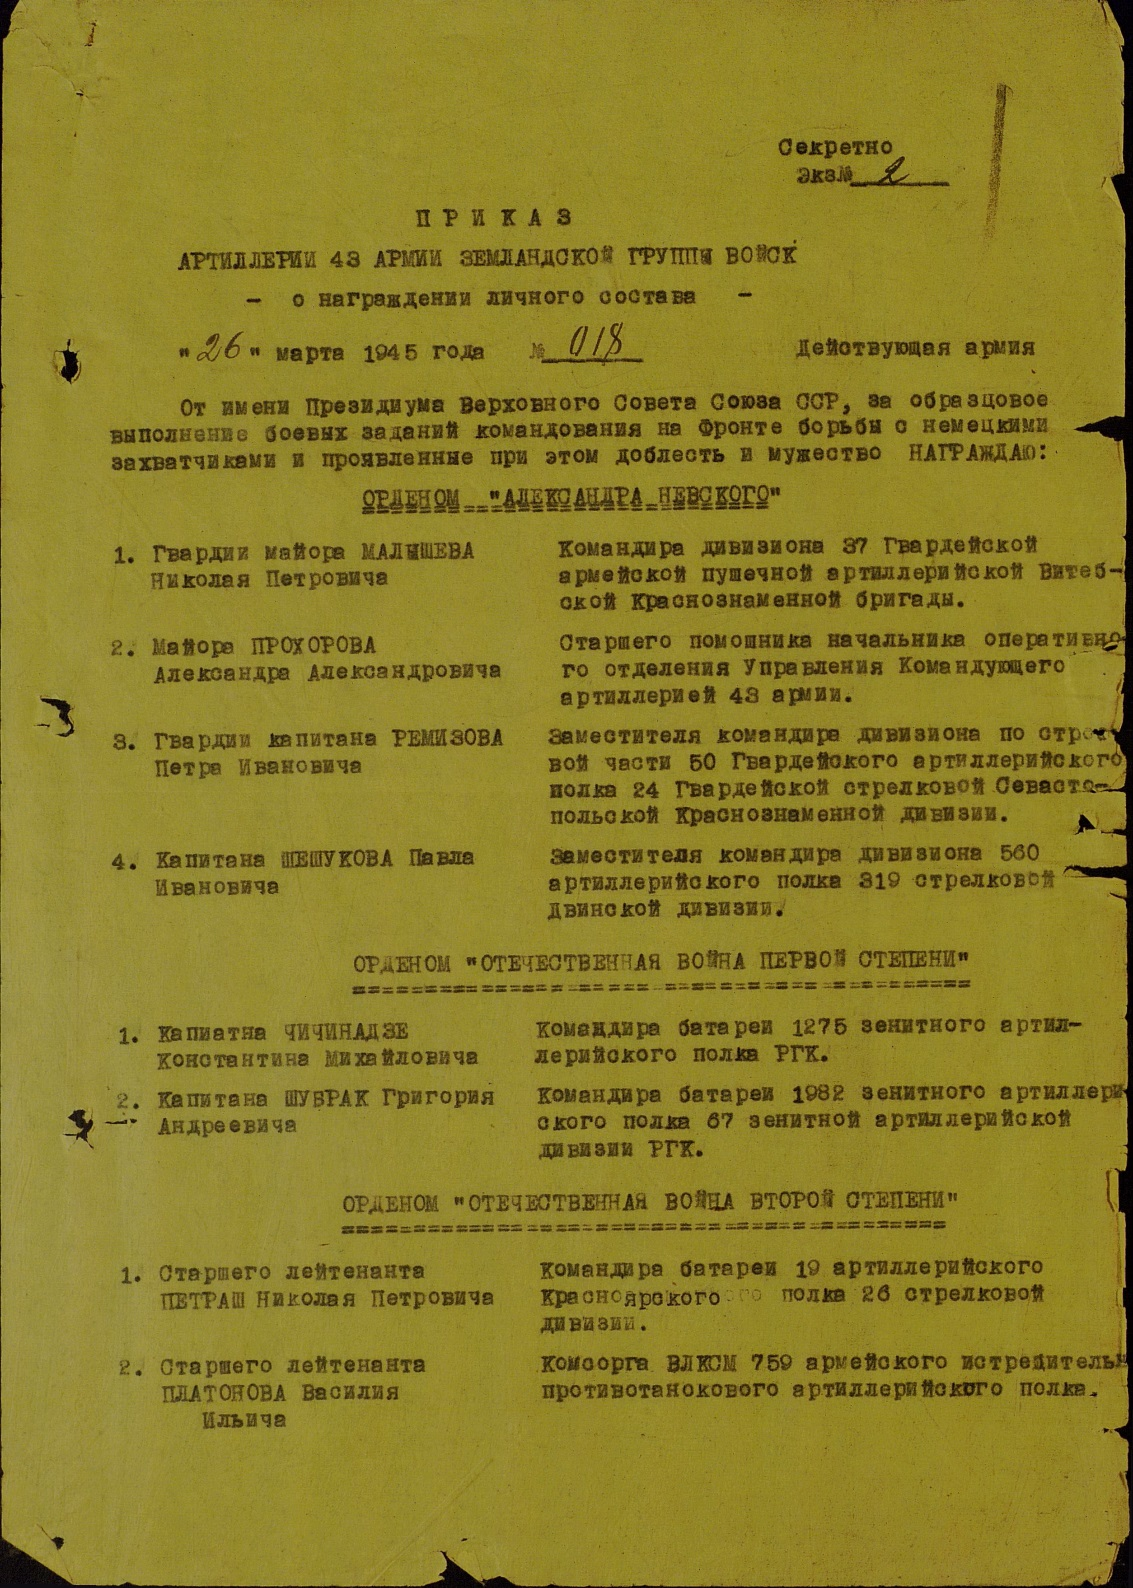 Секретно
Экз№ 2
П Р И К А З
АРТИЛЛЕРИИ 43 АРМИИ ЗЕМЛАНДСКОЙ ГРУППЫ ВОЙСК
- о награждении личного состава -
"26" марта 1945 года № 018 Действующая армия
От имени Президиума Верховного Совета Союза ССР, за образцовое
выполнение боевых заданий командования на Фронте борьбы с немецкими
захватчиками и проявленные при этом доблесть и мужество НАГРАЖДАЮ:
ОРДЕНОМ "АЛЕКСАНДРА НЕВСКОГО"
1. Гвардии майора МАЛЫШЕВА
Николая Петровича
Командира дивизиона 37 Гвардейской
армейской пушечной артиллерийской Витеб-
ской Краснознаменной бригады.
2. Майора ПРОХОРОВА
Александра Александровича
Старшего помошника начальника оперативно
го отделения Управления Командующего
артиллерией 43 армии.
3. Гвардии капитана РЕМИЗОВА
Петра Ивановича
Заместителя командира дивизиона по строе
вой части 50 Гвардейского артиллерийского
полка 24 Гвардейской стрелковой Севасто-
польской Краснознаменной дивизии.
4. Капитана ШЕШУКОВА Павла
Ивановича
Заместителя командира дивизиона 560
артиллерийского полка 319 стрелковой
Двинской дивизии.
ОРДЕНОМ "ОТЕЧЕСТВЕННАЯ ВОЙНА ПЕРВОЙ СТЕПЕНИ"
1. Капиатна ЧИЧИНАДЗЕ
Константина Михайловича
Командира батареи 1275 зенитного артил-
лерийского полка РГК.
2. Капитана ШУВРАК Григория
Андреевича
Командира батареи 1982 зенитного артиллерий
ского полка 67 зенитной артиллерийской
дивизии РГК.
ОРДЕНОМ "ОТЕЧЕСТВЕННАЯ ВОЙНА ВТОРОЙ СТЕПЕНИ"
1. Старшего лейтенанта
ПЕТРАШ Николая Петровича
Командира батареи 19 артиллерийского
Красноярского полка 26 стрелковой
дивизии.
2. Старшего лейтенанта
ПЛАТОНОВА Василия
Ильича
Комсорга ВЛКСМ 759 армейского истребительн
противотанокового артиллерийского полка.